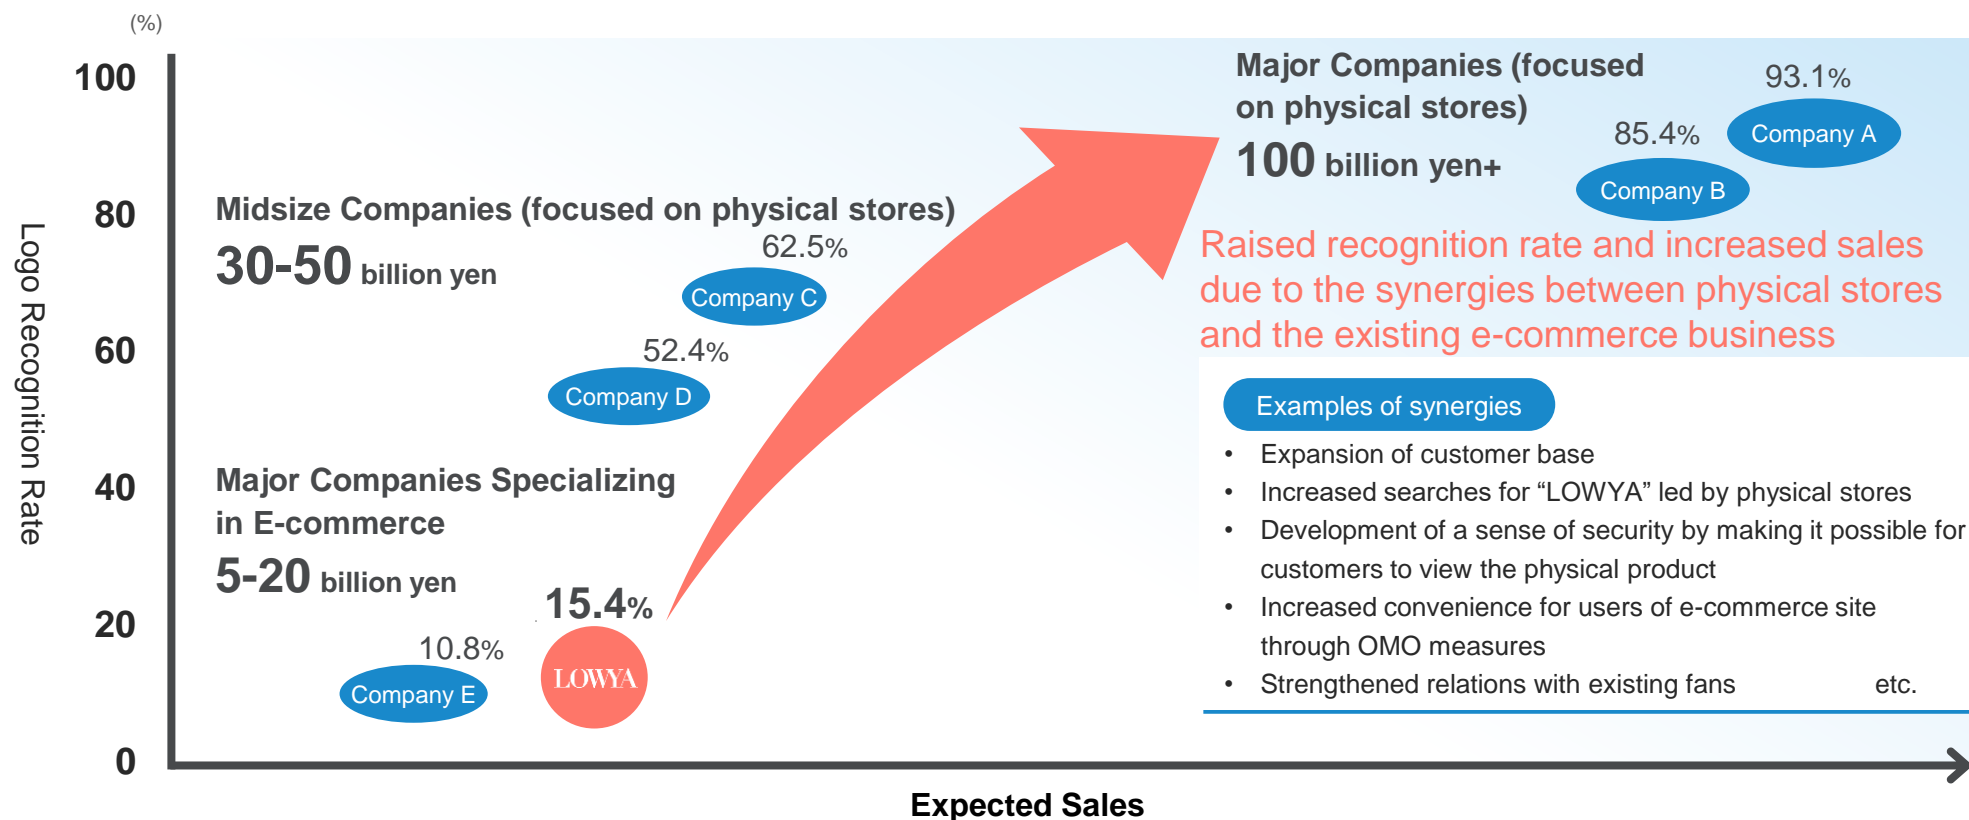 (%)
100
80
60
40
20
0
Logo Recognition Rate
Expected Sales
Major Companies (focused
on physical stores)
100 billion yen+
93.1%
Company A
85.4%
Company B
Midsize Companies (focused on physical stores)
30-50 billion yen
62.5%
Company C
52.4%
Company D
Major Companies Specializing
in E-commerce
5-20 billion yen
15.4%
LOWYA
10.8%
Company E
Raised recognition rate and increased sales
due to the synergies between physical stores
and the existing e-commerce business
Examples of synergies
• Expansion of customer base
• Increased searches for “LOWYA” led by physical stores
• Development of a sense of security by making it possible for
customers to view the physical product
• Increased convenience for users of e-commerce site
through OMO measures
• Strengthened relations with existing fans etc.